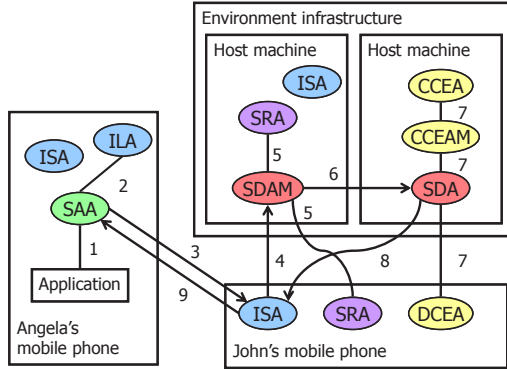 Environment infrastructure
Host machine
Host machine
ISA
CCEA
SRA
7
CCEAM
ILA
ISA
5
7
2
6
SDAM
SDA
SAA
5
1
3
4
8
7
Application
9
ISA
SRA
DCEA
Angela's
mobile phone
John's mobile phone